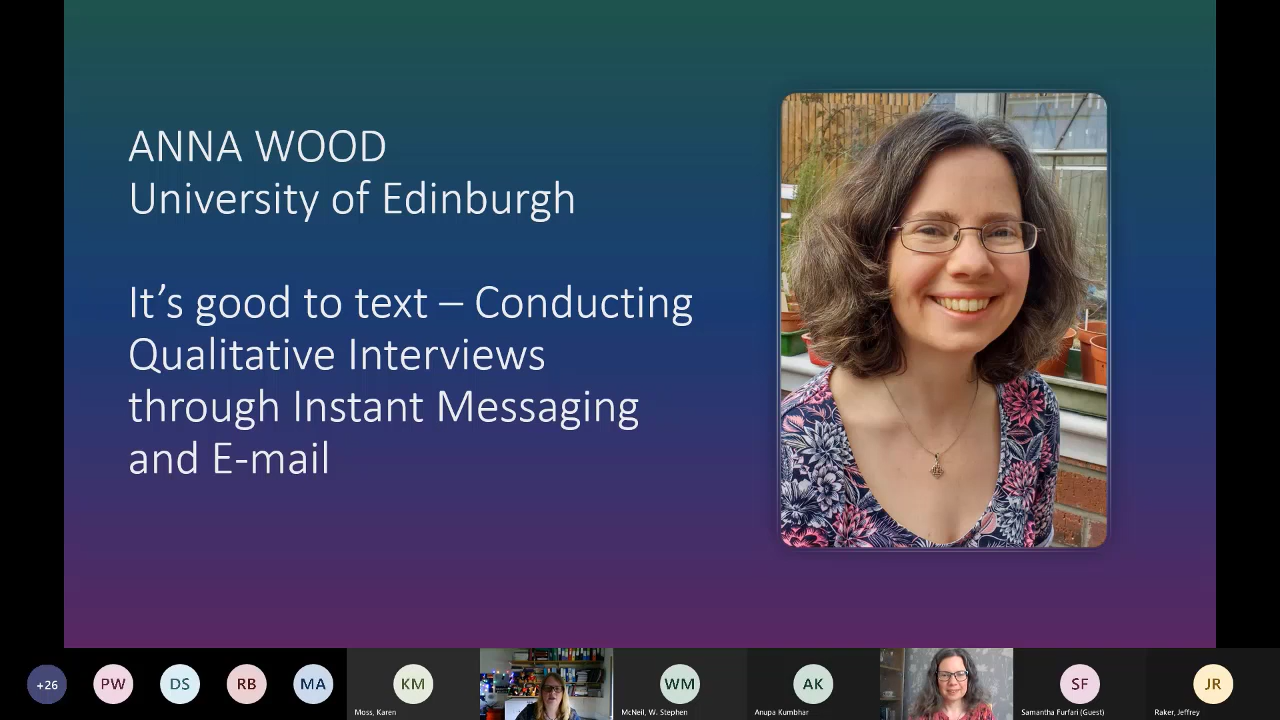 ANNA WOOD
University of Edinburgh
It’s good to text – Conducting
Qualitative Interviews
through Instant Messaging
and E-mail
+26
PW
DS
RB
MA
KM
Moss, Karen
WM
McNeil, W. Stephen
AK
Anupa Kumbhar
SF
Samantha Furfari (Guest)
JR
Raker, Jeffrey